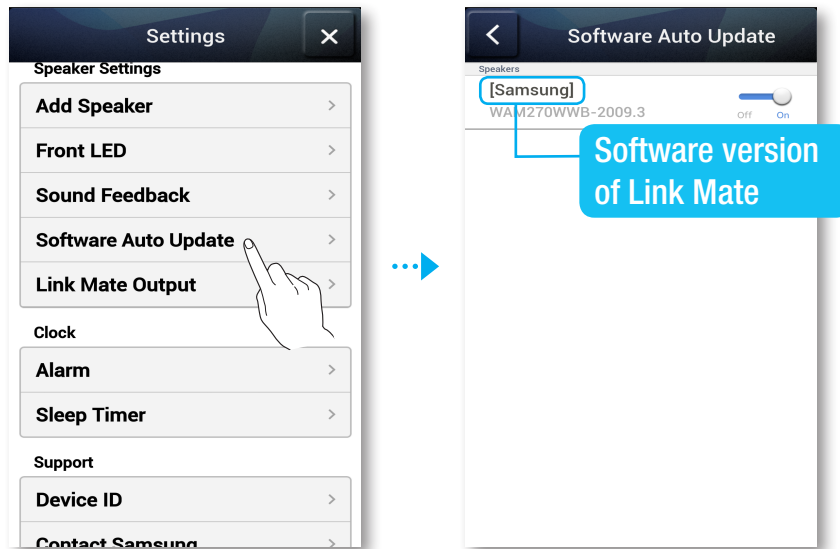 Settings
Speaker Settings
Add Speaker
Front LED
Sound Feedback
Software Auto Update
Link Mate Output
Clock
Alarm
Sleep Timer
Support
Device ID
Contact Samsung
Software Auto Update
Speakers
[Samsung]
WAM270WWB-2009.3
Off On
Software version
of Link Mate